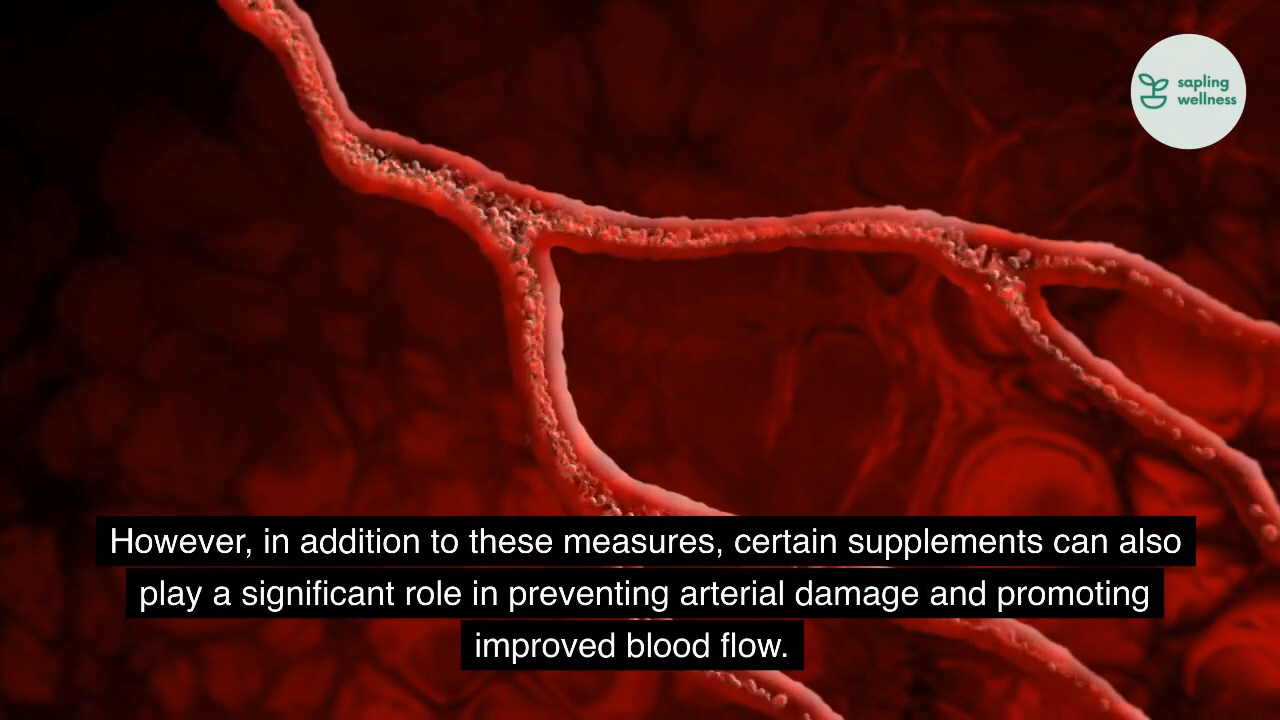 sapling
wellness
However, in addition to these measures, certain supplements can also
play a significant role in preventing arterial damage and promoting
improved blood flow.